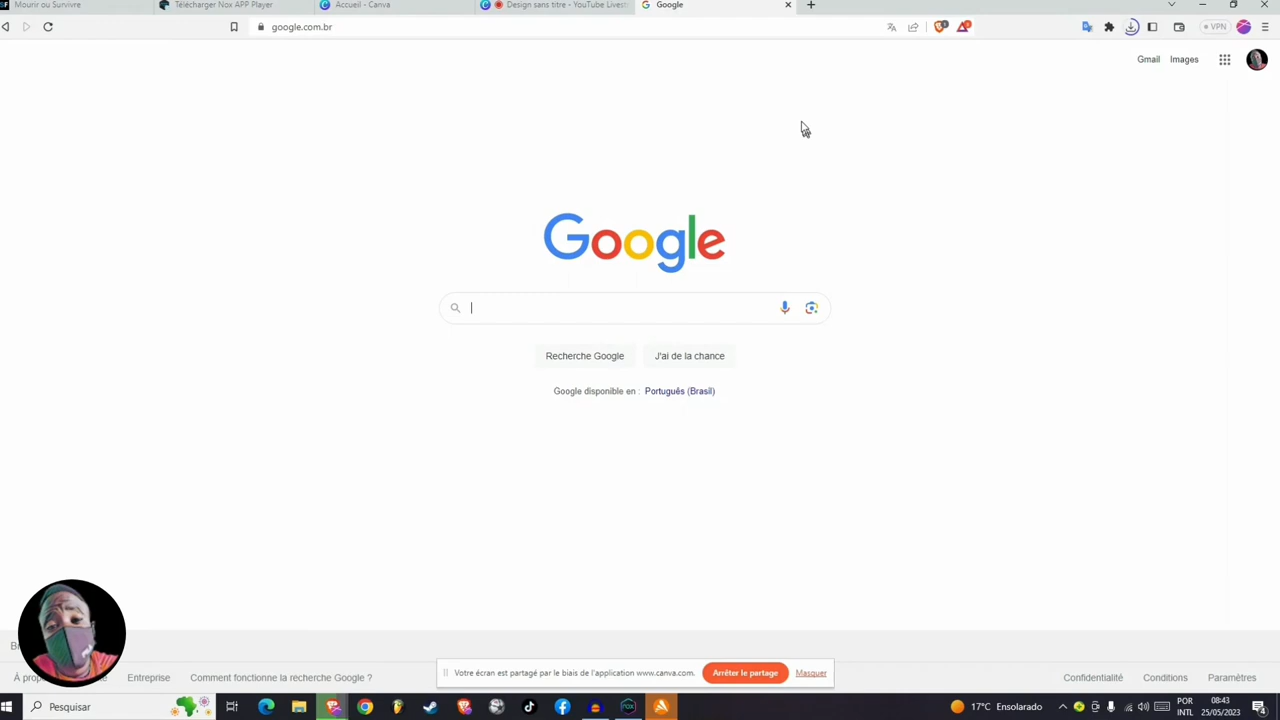 SF Mourir ou Survivre
Télécharger Nox APP Player
Accueil - Canva
Design sans titre - YouTube Livest
Google
google.com.br
VPN
Gmail Images
Google
Recherche Google J'ai de la chance
Google disponible en : Português (Brasil)
Votre écran est partagé par le biais de l'application www.canva.com. Arrêter le partage Masquer
Entreprise Comment fonctionne la recherche Google ? Confidentialité Conditions Paramètres
Pesquisar
17°C Ensolarado
POR
INTL
08:43
25/05/2023